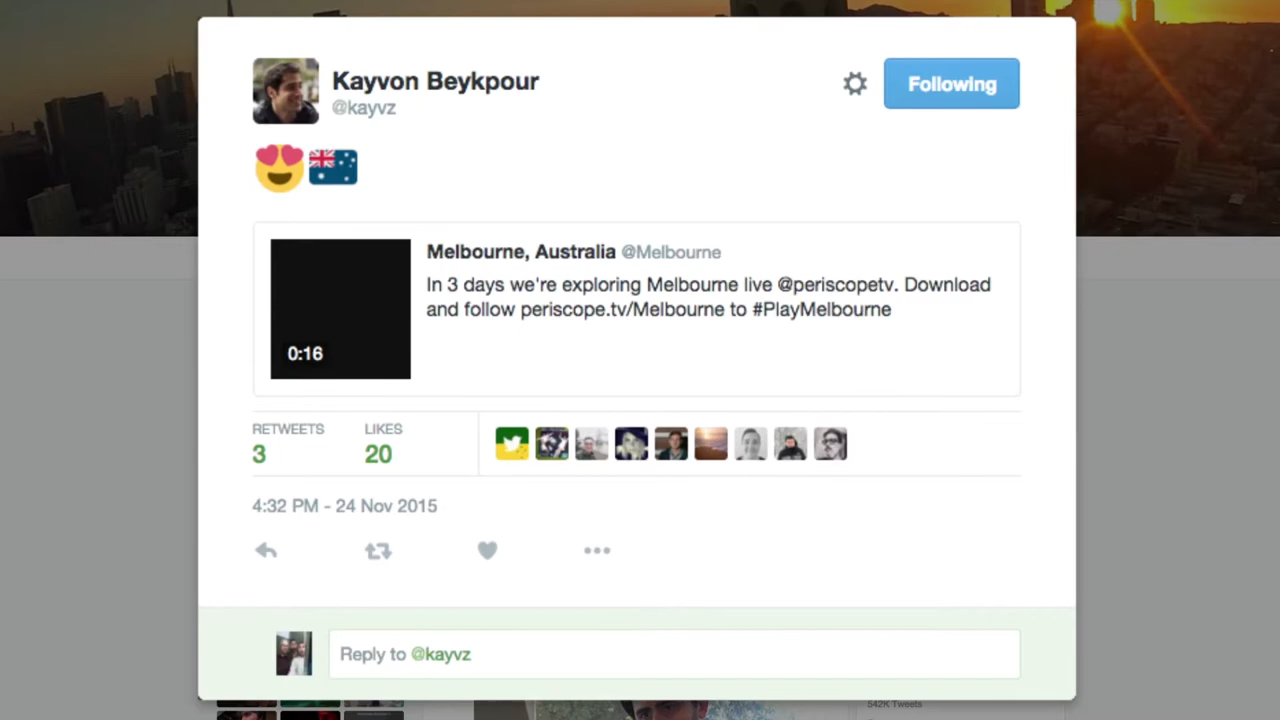 Kayvon Beykpour
@kayvz
Following
😍🇦🇺
Melbourne, Australia @Melbourne
In 3 days we're exploring Melbourne live @periscopetv. Download
and follow periscope.tv/Melbourne to #PlayMelbourne
0:16
RETWEETS
3
LIKES
20
4:32 PM - 24 Nov 2015
Reply to @kayvz
542K Tweets